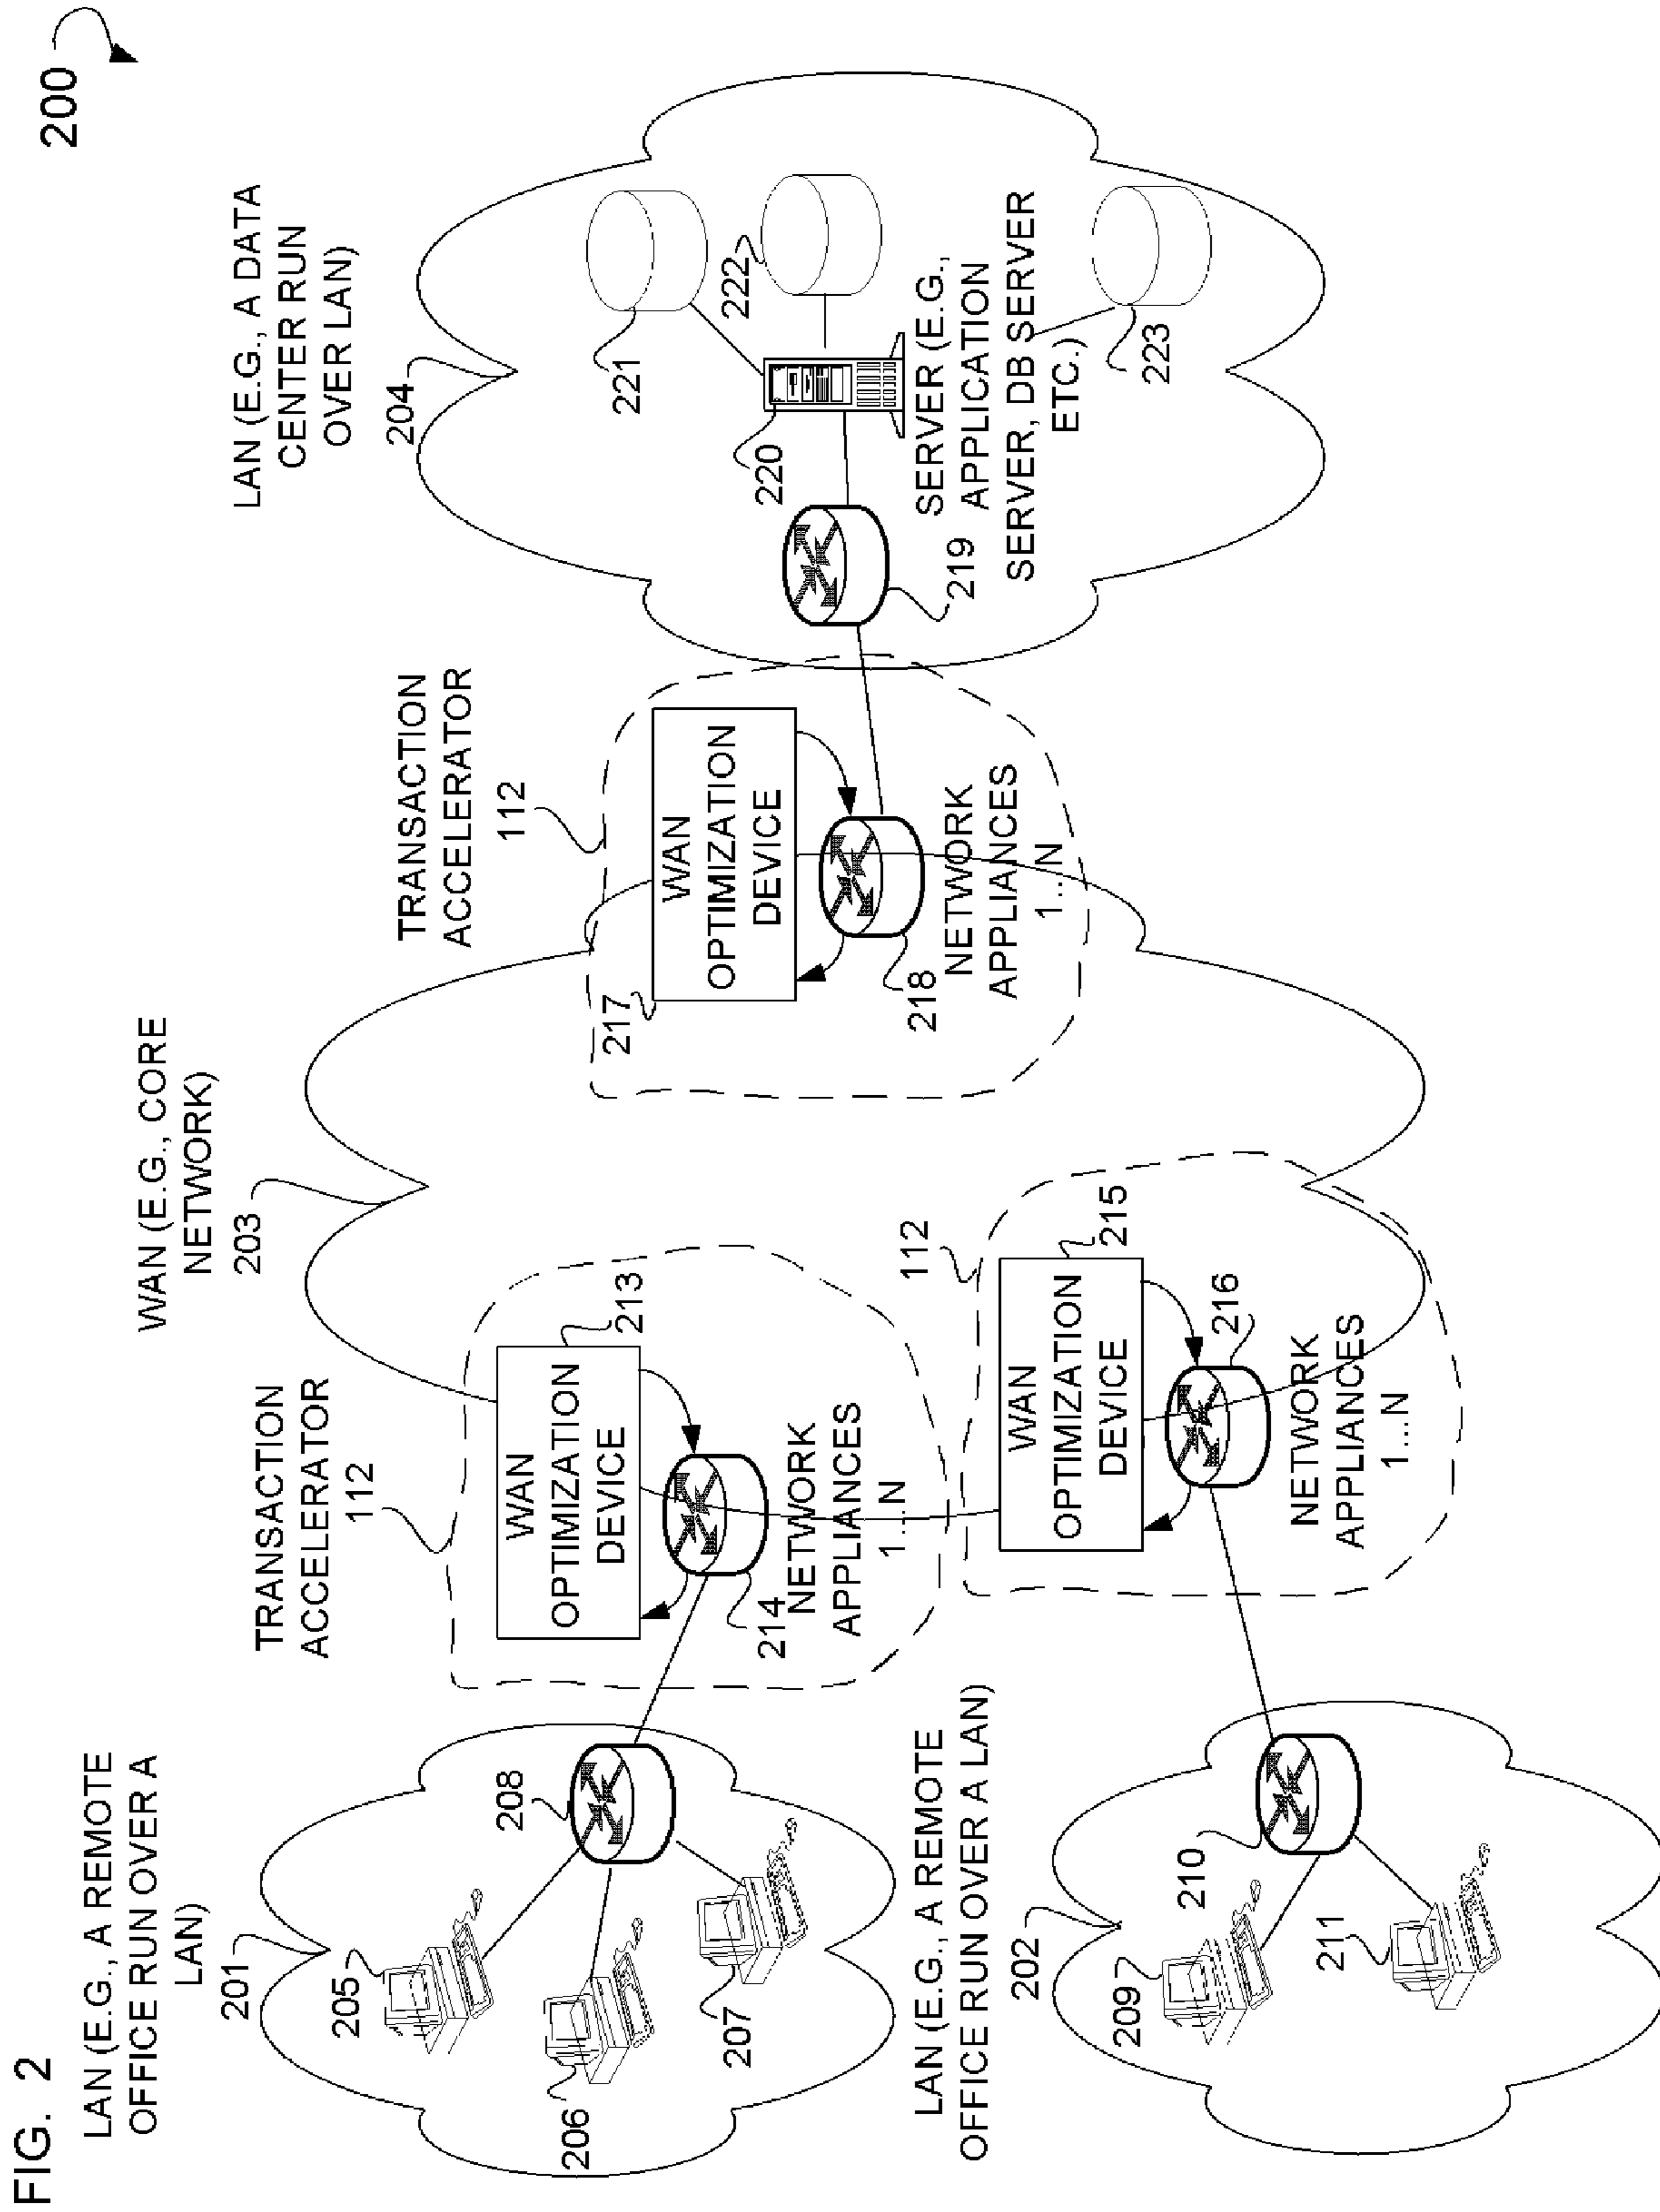 FIG. 2
200
LAN (E.G., A REMOTE
OFFICE RUN OVER A
LAN)
201
205
206
207
208
TRANSACTION
ACCELERATOR
112
WAN
OPTIMIZATION
DEVICE
213
214
NETWORK
APPLIANCES
1...N
WAN (E.G., CORE
NETWORK)
203
TRANSACTION
ACCELERATOR
112
217
WAN
OPTIMIZATION
DEVICE
218
NETWORK
APPLIANCES
1...N
LAN (E.G., A DATA
CENTER RUN
OVER LAN)
204
221
222
220
219
SERVER (E.G.,
APPLICATION
SERVER, DB SERVER
ETC.)
223
LAN (E.G., A REMOTE
OFFICE RUN OVER A LAN)
202
209
210
211
112
WAN
OPTIMIZATION
DEVICE
215
216
NETWORK
APPLIANCES
1...N